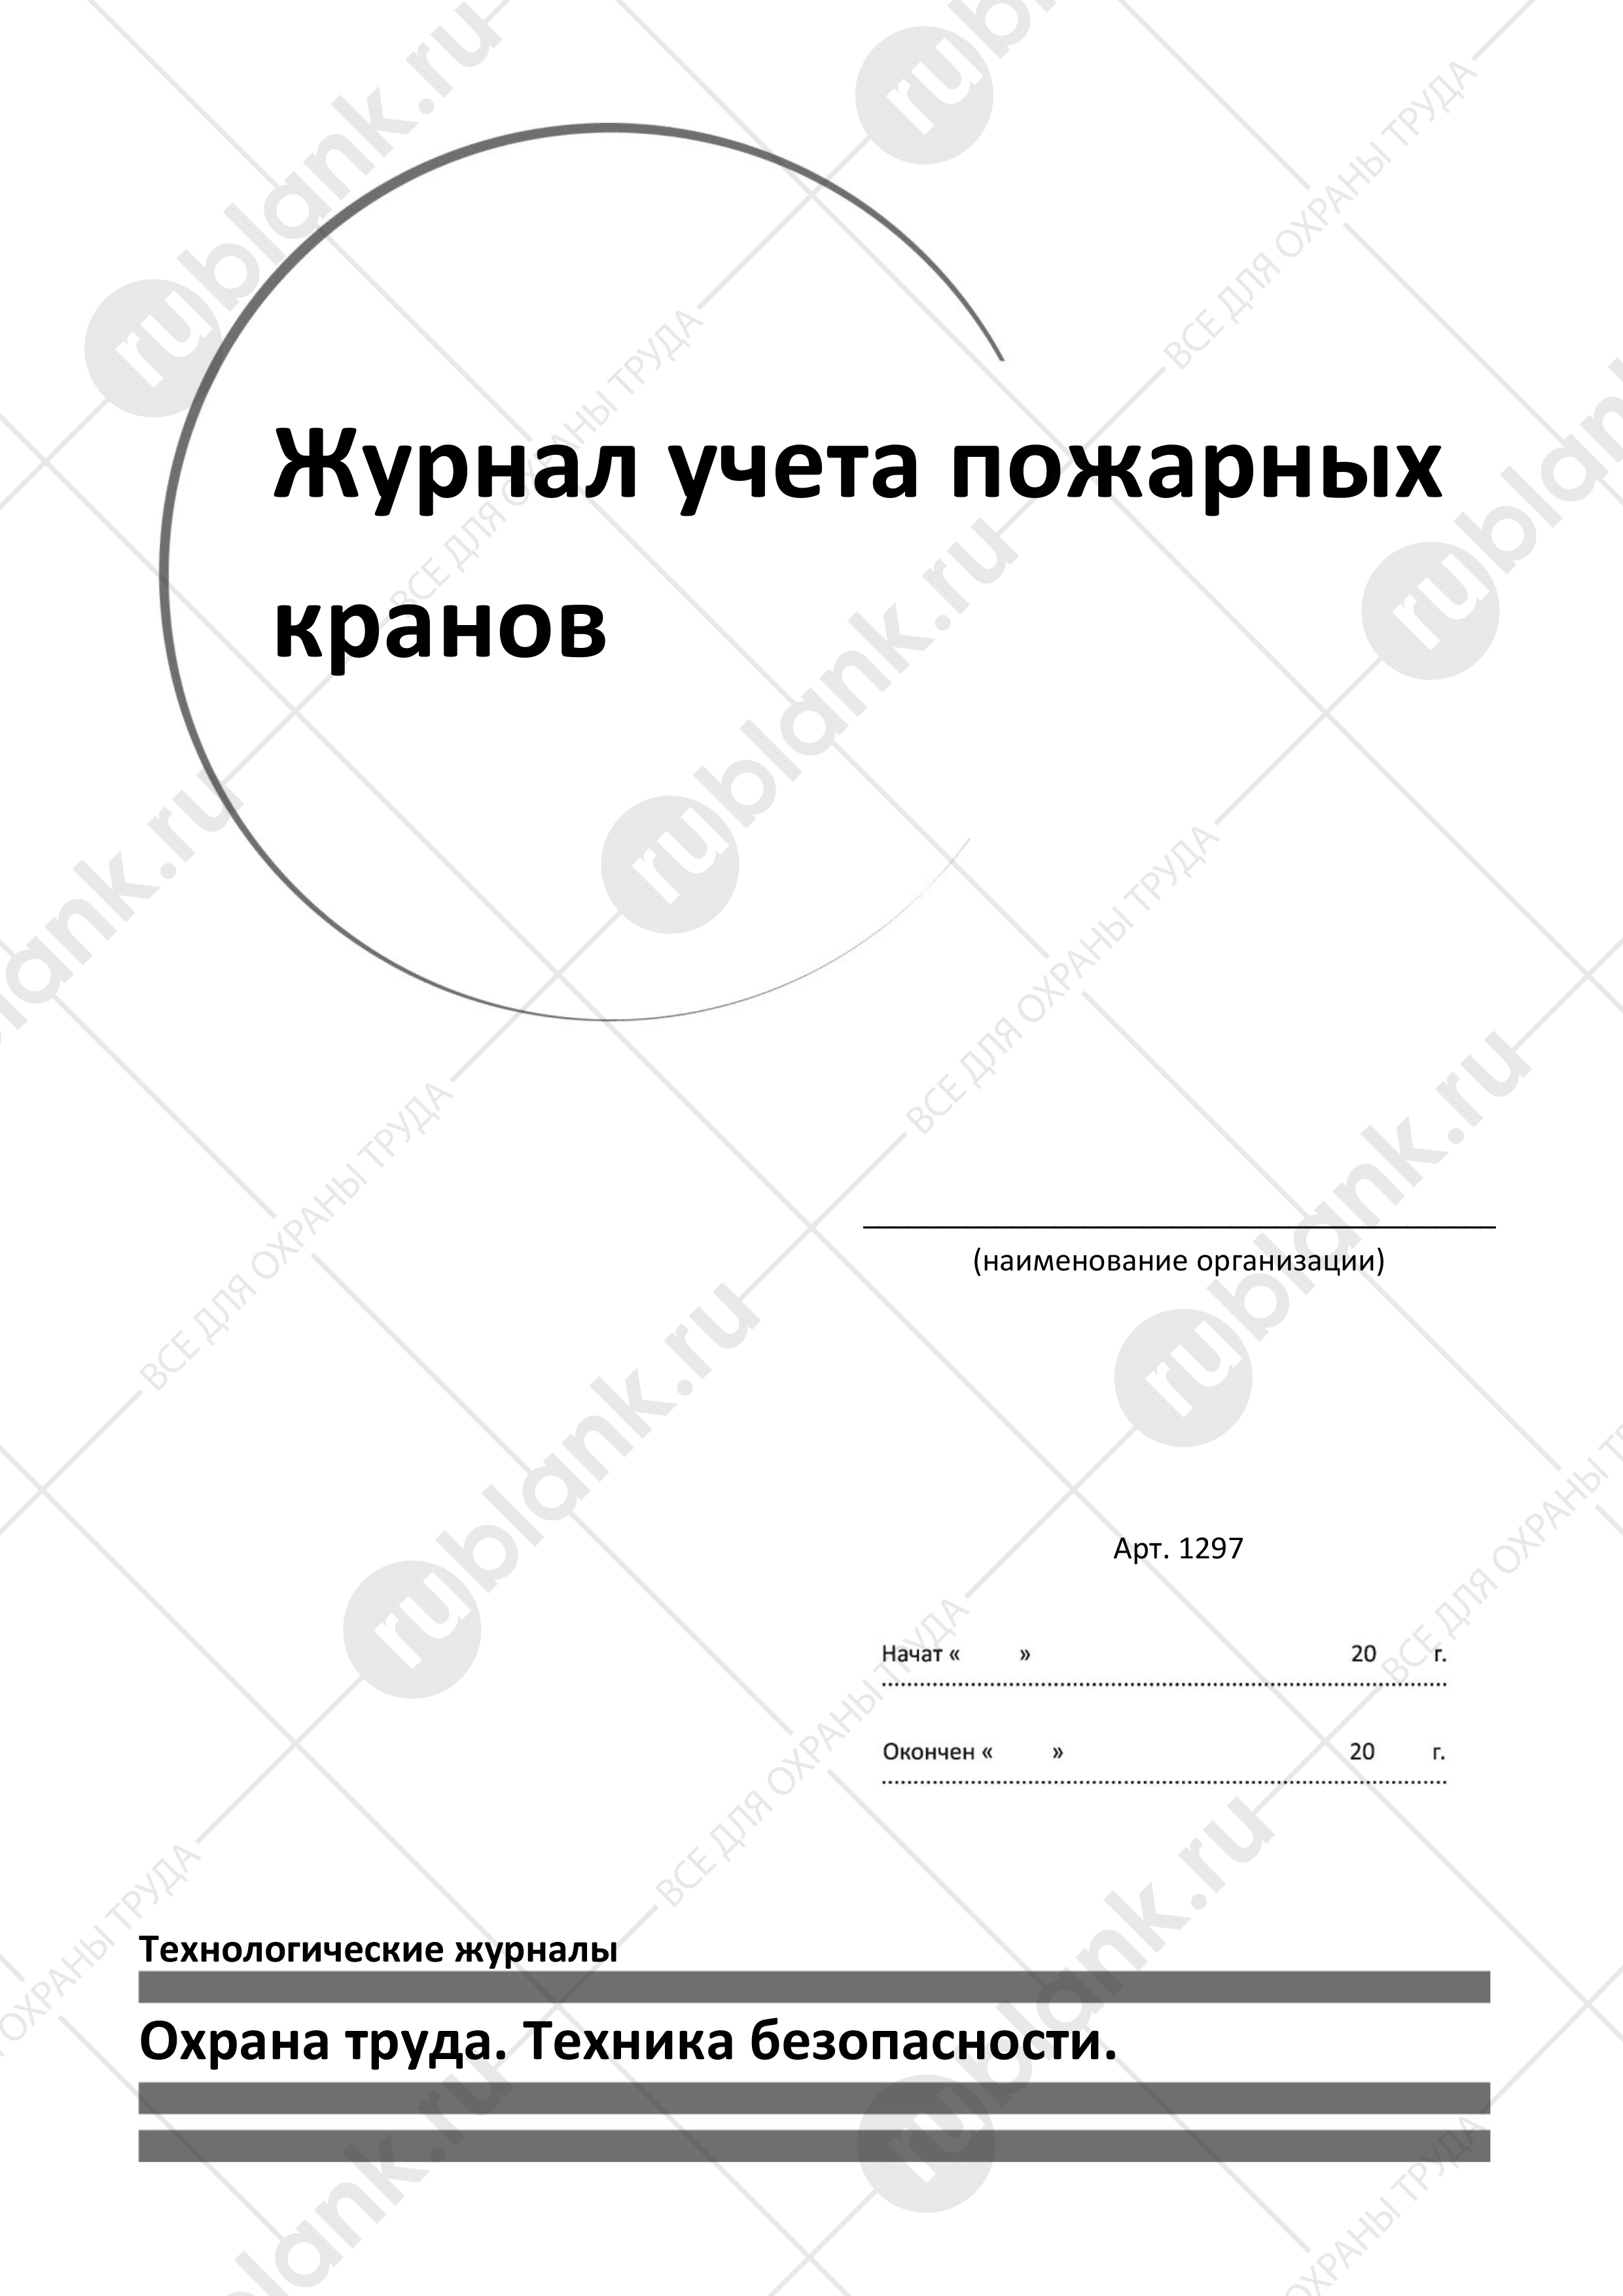 Журнал учета пожарных
кранов
(наименование организации)
Арт. 1297
Начат « » 20 г.
Окончен « » 20 г.
Технологические журналы
Охрана труда. Техника безопасности.
rublank.ru
ВСЕ ДЛЯ ОХРАНЫ ТРУДА